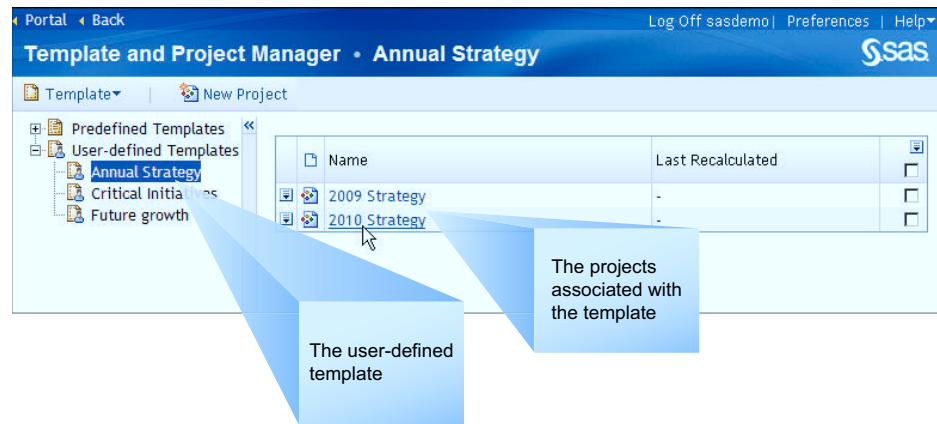 Portal Back Log Off sasdemo | Preferences | Help
Template and Project Manager • Annual Strategy sas
Template | New Project
Predefined Templates
User-defined Templates
Annual Strategy
Critical Initiatives
Future growth
Name Last Recalculated
2009 Strategy -
2010 Strategy -
The projects
associated with
the template
The user-defined
template